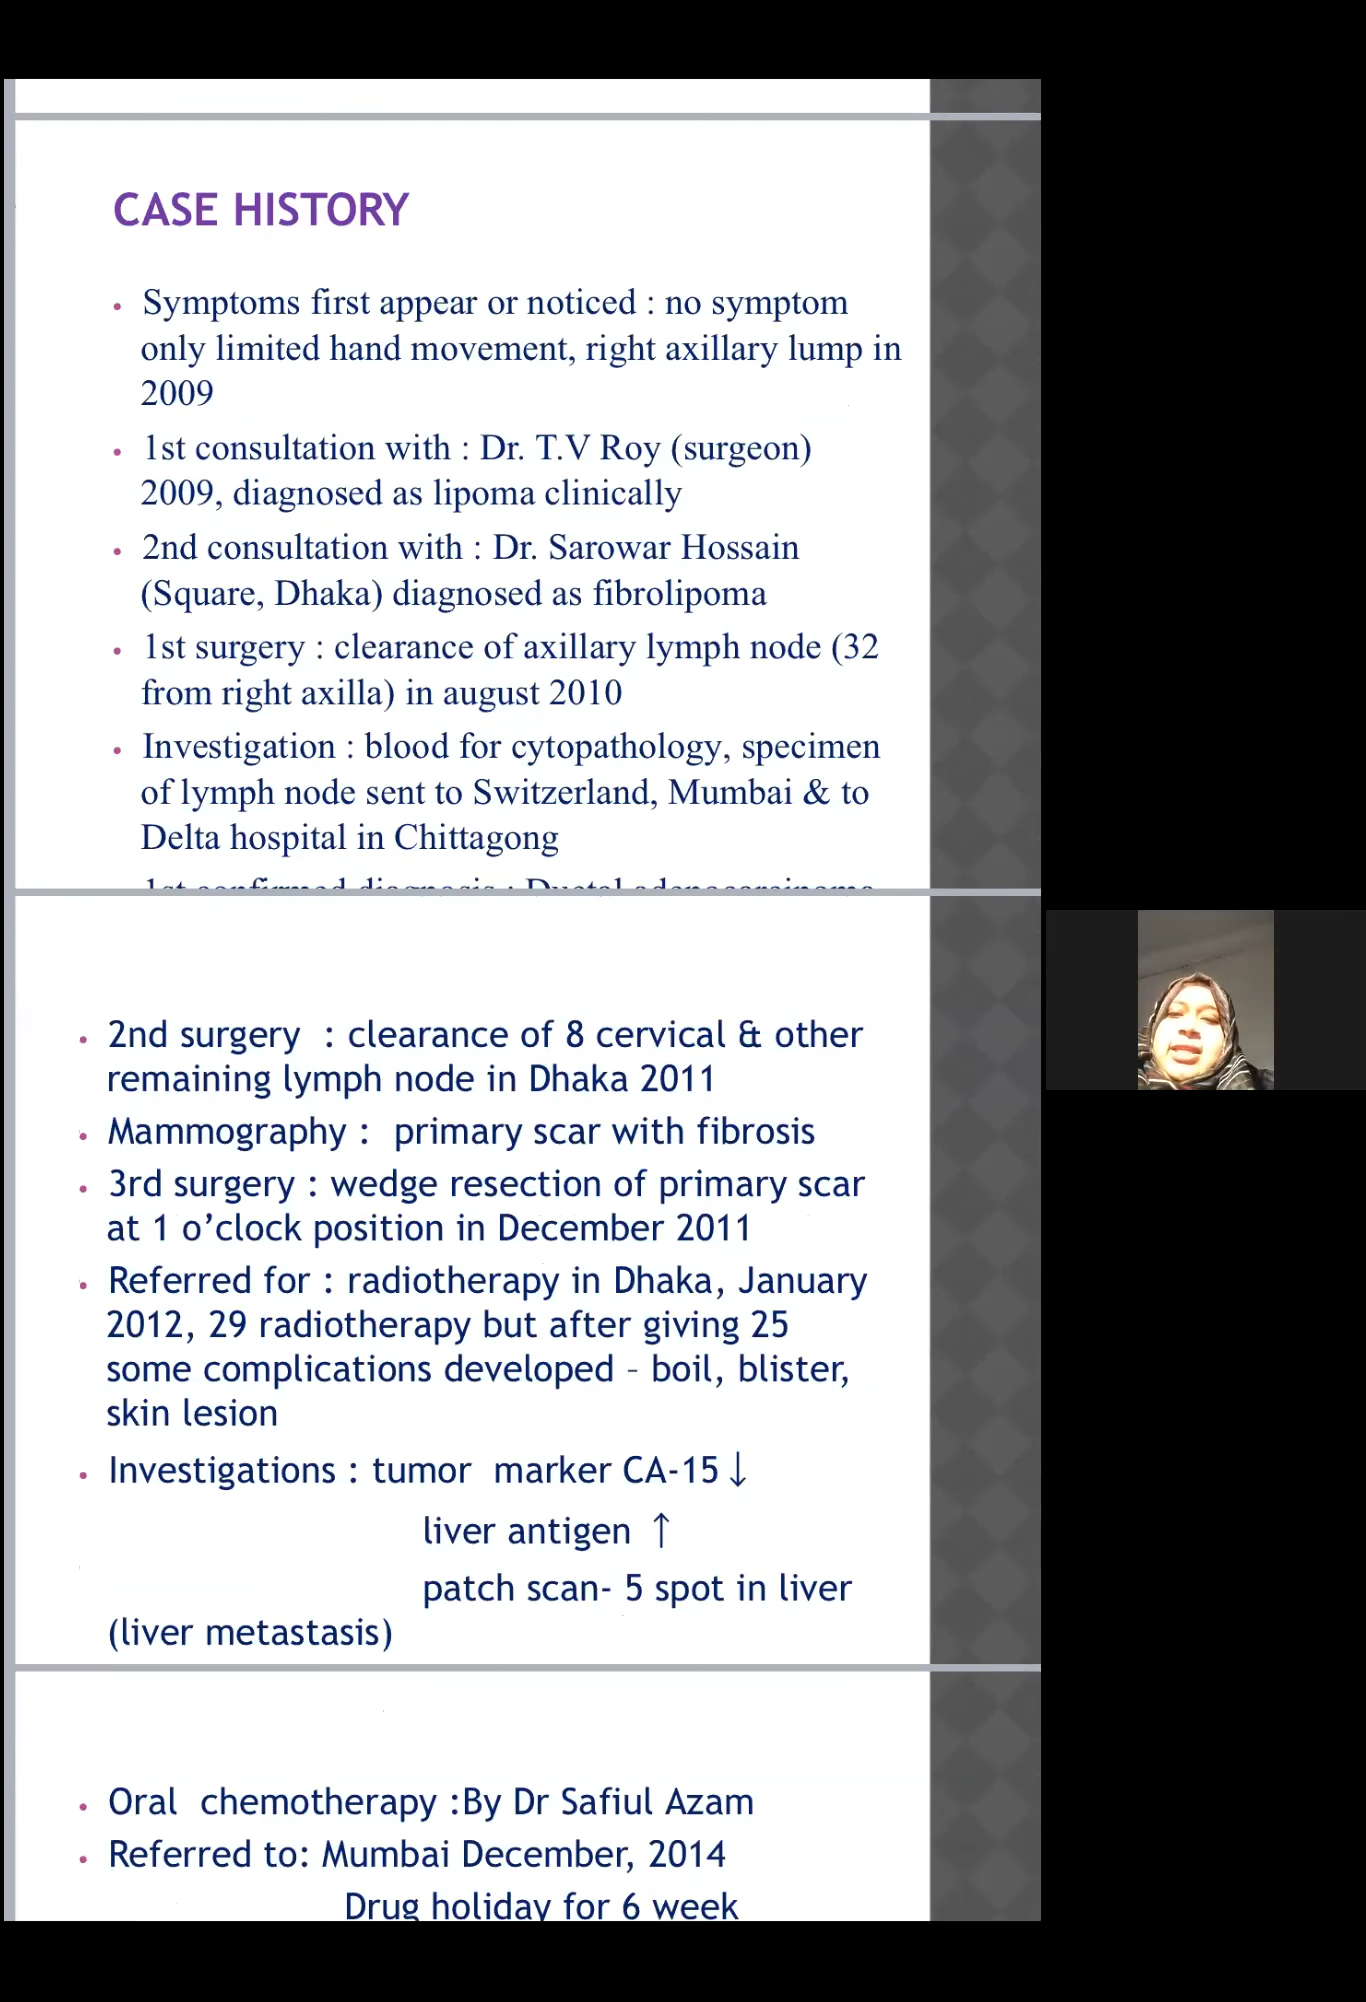 CASE HISTORY
• Symptoms first appear or noticed : no symptom
only limited hand movement, right axillary lump in
2009
• 1st consultation with : Dr. T.V Roy (surgeon)
2009, diagnosed as lipoma clinically
• 2nd consultation with : Dr. Sarowar Hossain
(Square, Dhaka) diagnosed as fibrolipoma
• 1st surgery : clearance of axillary lymph node (32
from right axilla) in august 2010
• Investigation : blood for cytopathology, specimen
of lymph node sent to Switzerland, Mumbai & to
Delta hospital in Chittagong
1st confirmed diagnosis : Ductal adenocarcinoma
• 2nd surgery : clearance of 8 cervical & other
remaining lymph node in Dhaka 2011
• Mammography : primary scar with fibrosis
• 3rd surgery : wedge resection of primary scar
at 1 o’clock position in December 2011
• Referred for : radiotherapy in Dhaka, January
2012, 29 radiotherapy but after giving 25
some complications developed – boil, blister,
skin lesion
• Investigations : tumor marker CA-15 ↓
liver antigen ↑
patch scan- 5 spot in liver
(liver metastasis)
• Oral chemotherapy :By Dr Safiul Azam
• Referred to: Mumbai December, 2014
Drug holiday for 6 week